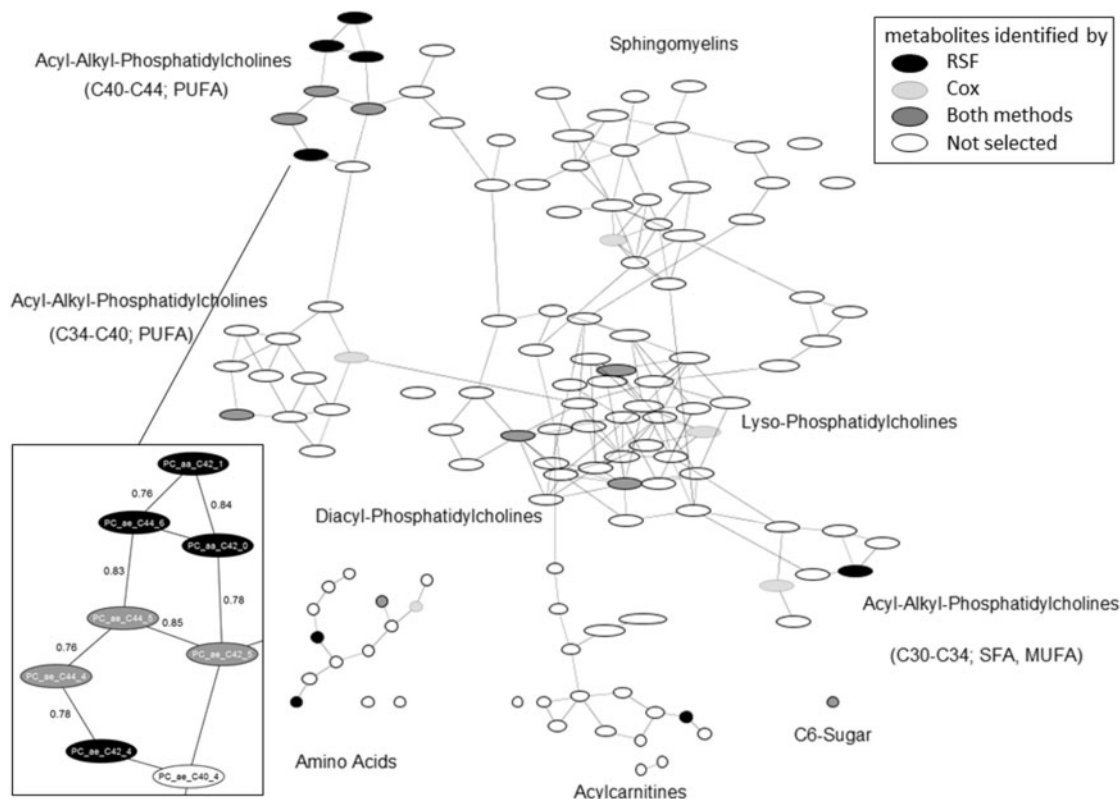 Acyl-Alkyl-Phosphatidylcholines
(C40-C44; PUFA)
Sphingomyelins
metabolites identified by
RSF
Cox
Both methods
Not selected
Acyl-Alkyl-Phosphatidylcholines
(C34-C40; PUFA)
Lyso-Phosphatidylcholines
Diacyl-Phosphatidylcholines
Acyl-Alkyl-Phosphatidylcholines
(C30-C34; SFA, MUFA)
C6-Sugar
Amino Acids
Acylcarnitines
PC_aa_C42_1
0.76
0.84
PC_ae_C44_6
PC_aa_C42_0
0.83
0.78
PC_ae_C44_5
0.85
PC_ae_C42_5
0.76
PC_ae_C44_4
0.78
PC_ae_C42_4
PC_ae_C40_4